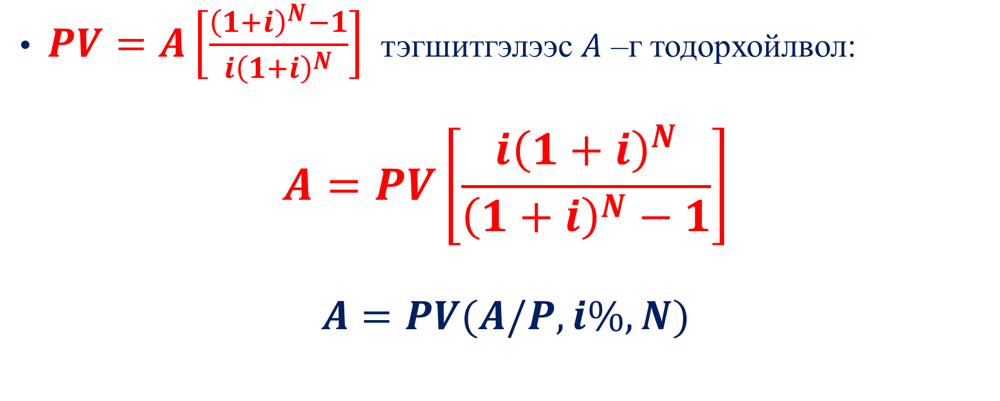 • PV = A [((1+i)^N−1)/(i(1+i)^N)] тэгшитгэлээс A –г тодорхойлвол:
A = PV [(i(1 + i)^N)/((1 + i)^N − 1)]
A = PV(A/P, i%, N)